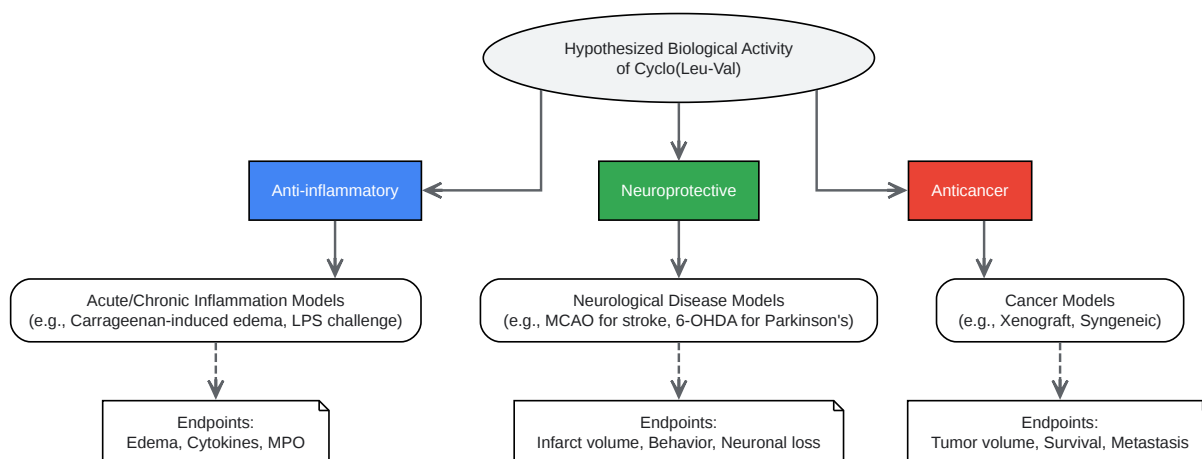 Hypothesized Biological Activity
of Cyclo(Leu-Val)
Anti-inflammatory
Neuroprotective
Anticancer
Acute/Chronic Inflammation Models
(e.g., Carrageenan-induced edema, LPS challenge)
Neurological Disease Models
(e.g., MCAO for stroke, 6-OHDA for Parkinson's)
Cancer Models
(e.g., Xenograft, Syngeneic)
Endpoints:
Edema, Cytokines, MPO
Endpoints:
Infarct volume, Behavior, Neuronal loss
Endpoints:
Tumor volume, Survival, Metastasis